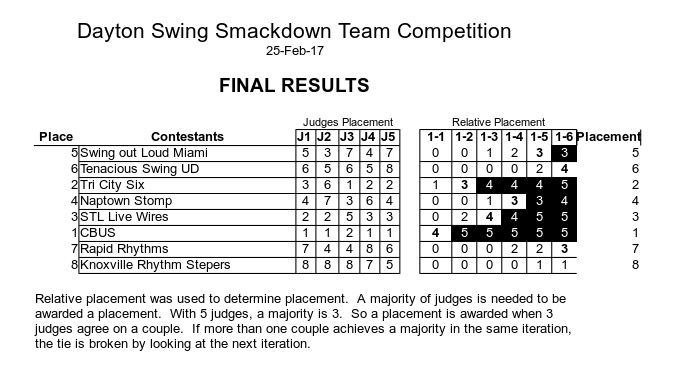 Dayton Swing Smackdown Team Competition
25-Feb-17
FINAL RESULTS
Judges Placement Relative Placement
Place Contestants J1 J2 J3 J4 J5 1-1 1-2 1-3 1-4 1-5 1-6 Placement
5 Swing out Loud Miami 5 3 7 4 7 0 0 1 2 3 3 5
6 Tenacious Swing UD 6 5 6 5 8 0 0 0 0 2 4 6
2 Tri City Six 3 6 1 2 2 1 3 4 4 4 5 2
4 Naptown Stomp 4 7 3 6 4 0 0 1 3 3 4 4
3 STL Live Wires 2 2 5 3 3 0 2 4 4 5 5 3
1 CBUS 1 1 2 1 1 4 5 5 5 5 5 1
7 Rapid Rhythms 7 4 4 8 6 0 0 0 2 2 3 7
8 Knoxville Rhythm Stepers 8 8 8 7 5 0 0 0 0 1 1 8
Relative placement was used to determine placement. A majority of judges is needed to be
awarded a placement. With 5 judges, a majority is 3. So a placement is awarded when 3
judges agree on a couple. If more than one couple achieves a majority in the same iteration,
the tie is broken by looking at the next iteration.